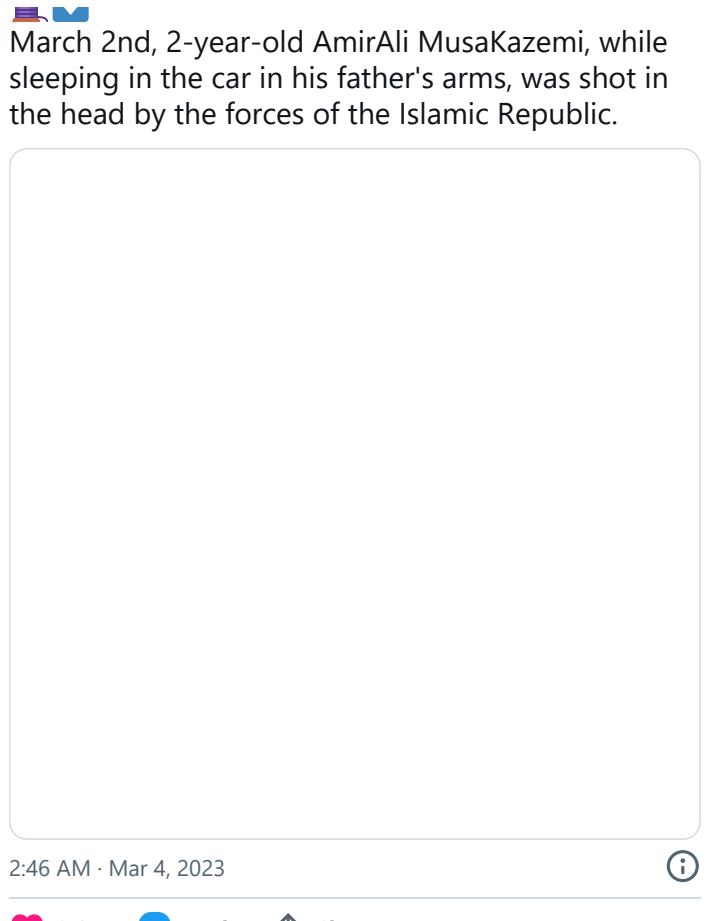 March 2nd, 2-year-old AmirAli MusaKazemi, while
sleeping in the car in his father's arms, was shot in
the head by the forces of the Islamic Republic.
2:46 AM · Mar 4, 2023